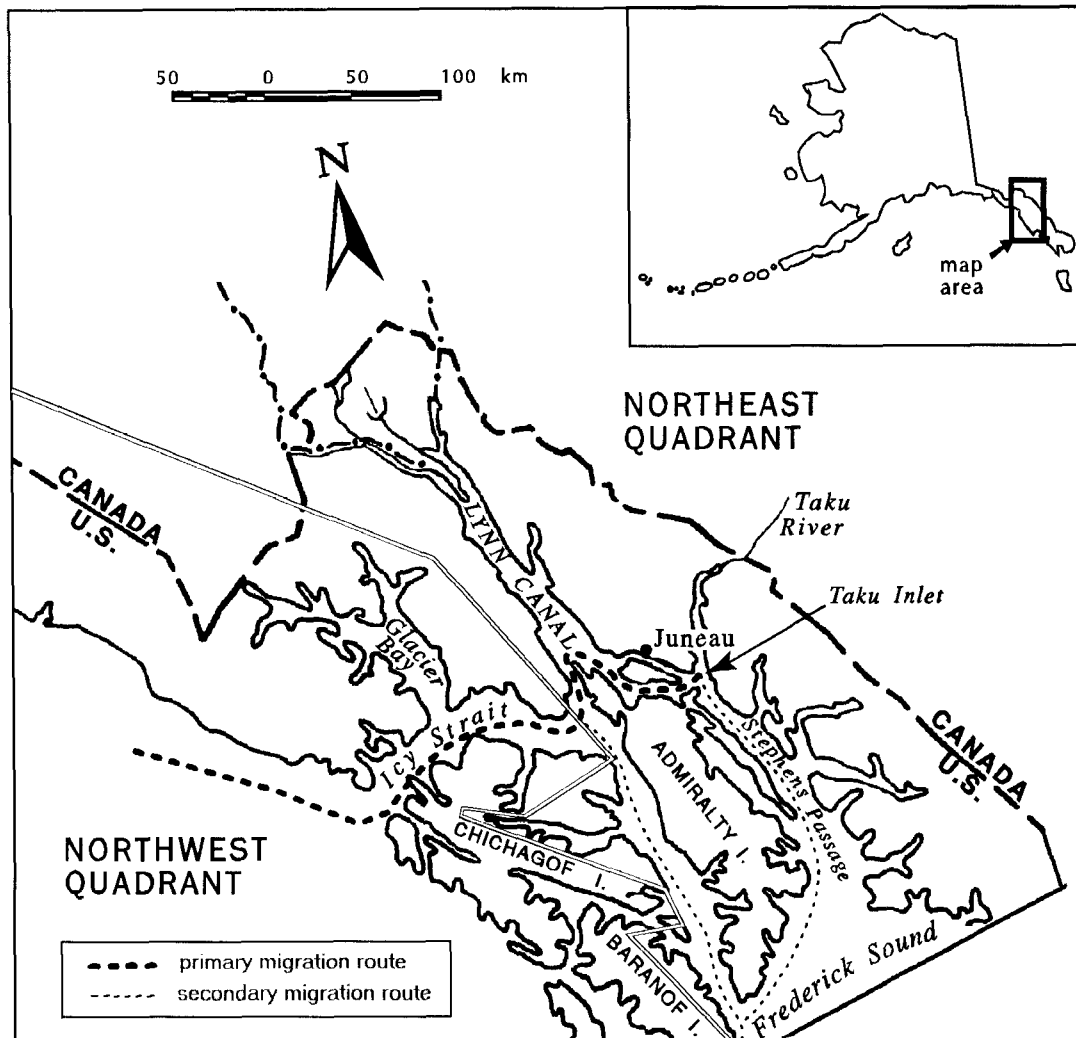 50 0 50 100 km
N
map
area
NORTHEAST
QUADRANT
CANADA
U.S.
Taku
River
LYNN CANAL
Taku Inlet
Juneau
Glacier
Bay
Icy Strait
Stephens Passage
CANADA
U.S.
ADMIRALTY I.
NORTHWEST
QUADRANT
CHICHAGOF I.
BARANOF I.
Frederick Sound
primary migration route
secondary migration route